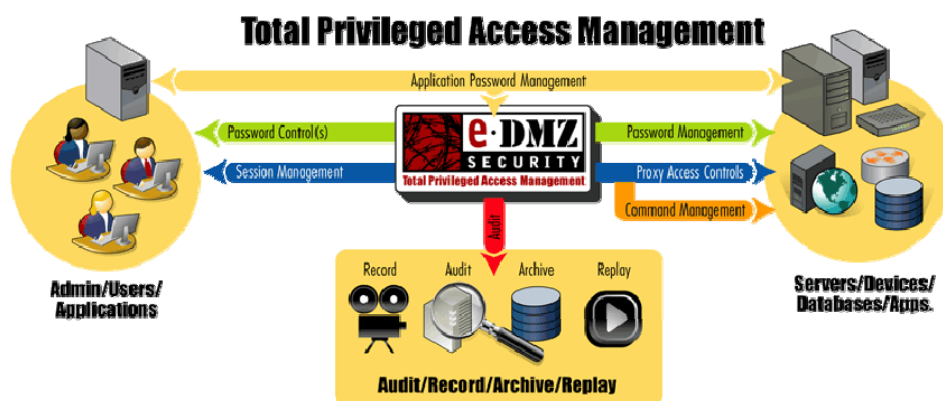 Total Privileged Access Management
Application Password Management
Password Control(s)
e·DMZ
SECURITY
Total Privileged Access Management
Password Management
Session Management
Proxy Access Controls
Command Management
Audit
Admin/Users/
Applications
Servers/Devices/
Databases/Apps.
Record
Audit
Archive
Replay
Audit/Record/Archive/Replay